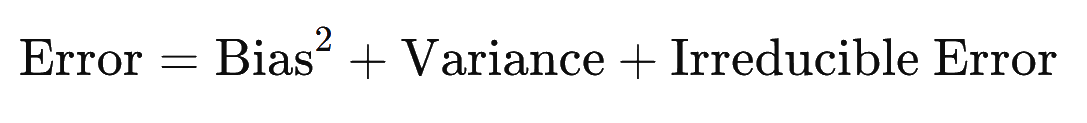 Error = Bias² + Variance + Irreducible Error